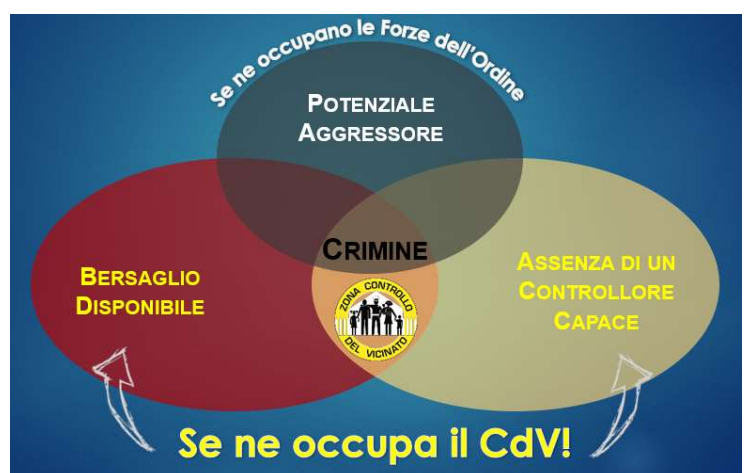 Se ne occupano le Forze dell'Ordine
POTENZIALE
AGGRESSORE
CRIMINE
BERSAGLIO
DISPONIBILE
ASSENZA DI UN
CONTROLLORE
CAPACE
ZONA CONTROLLO
DEL VICINATO
Se ne occupa il CdV!